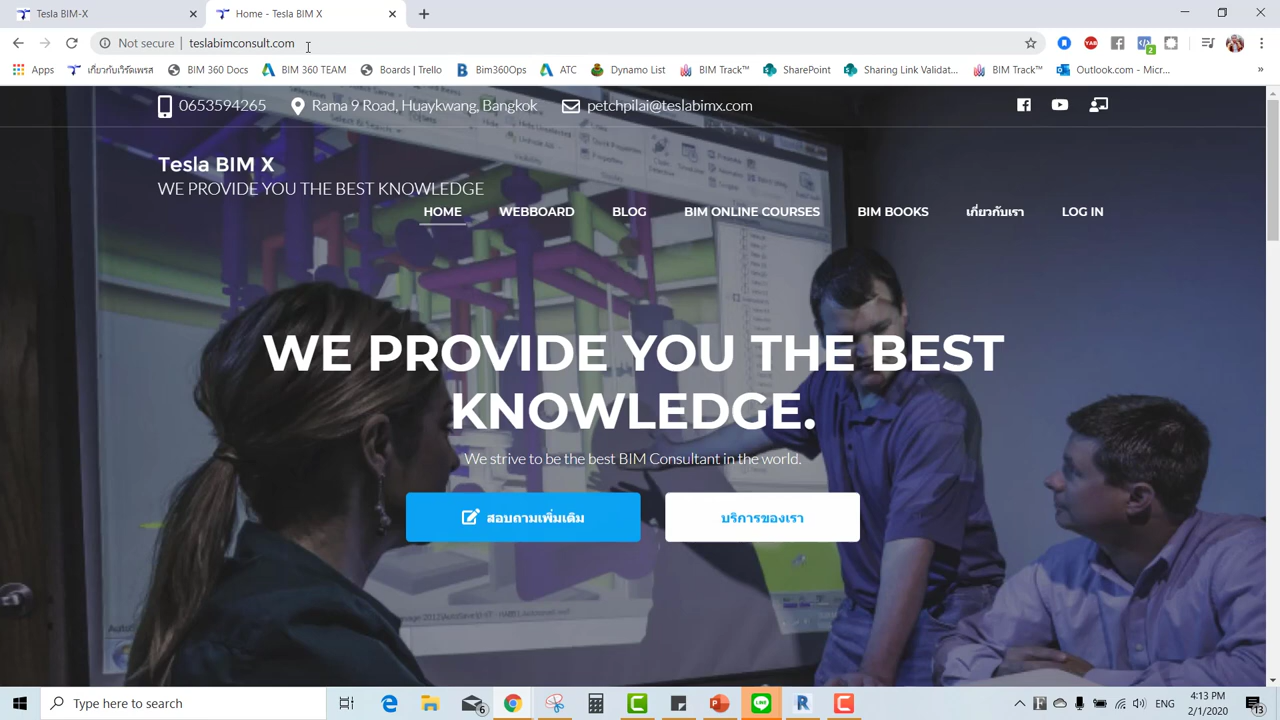 Tesla BIM-X
Home - Tesla BIM X
Not secure | teslabimconsult.com
2
Apps
เกี่ยวกับเวิร์ดเพรส
BIM 360 Docs
BIM 360 TEAM
Boards | Trello
Bim360Ops
ATC
Dynamo List
BIM Track™
SharePoint
Sharing Link Validat...
BIM Track™
Outlook.com - Mic...
»
0653594265
Rama 9 Road, Huaykwang, Bangkok
petchpilai@teslabimx.com
Tesla BIM X
WE PROVIDE YOU THE BEST KNOWLEDGE
HOME
WEBBOARD
BLOG
BIM ONLINE COURSES
BIM BOOKS
เกี่ยวกับเรา
LOG IN
WE PROVIDE YOU THE BEST
KNOWLEDGE.
We strive to be the best BIM Consultant in the world.
สอบถามเพิ่มเติม
บริการของเรา
Type here to search
6
ENG
4:13 PM
2/1/2020
13